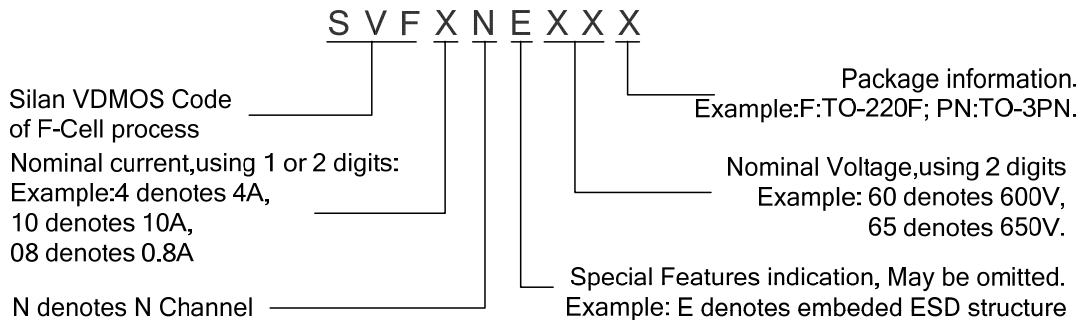 S V F X N E X X X
Silan VDMOS Code
of F-Cell process
Nominal current,using 1 or 2 digits:
Example:4 denotes 4A,
10 denotes 10A,
08 denotes 0.8A
N denotes N Channel
Package information.
Example:F:TO-220F; PN:TO-3PN.
Nominal Voltage,using 2 digits
Example: 60 denotes 600V,
65 denotes 650V.
Special Features indication, May be omitted.
Example: E denotes embeded ESD structure